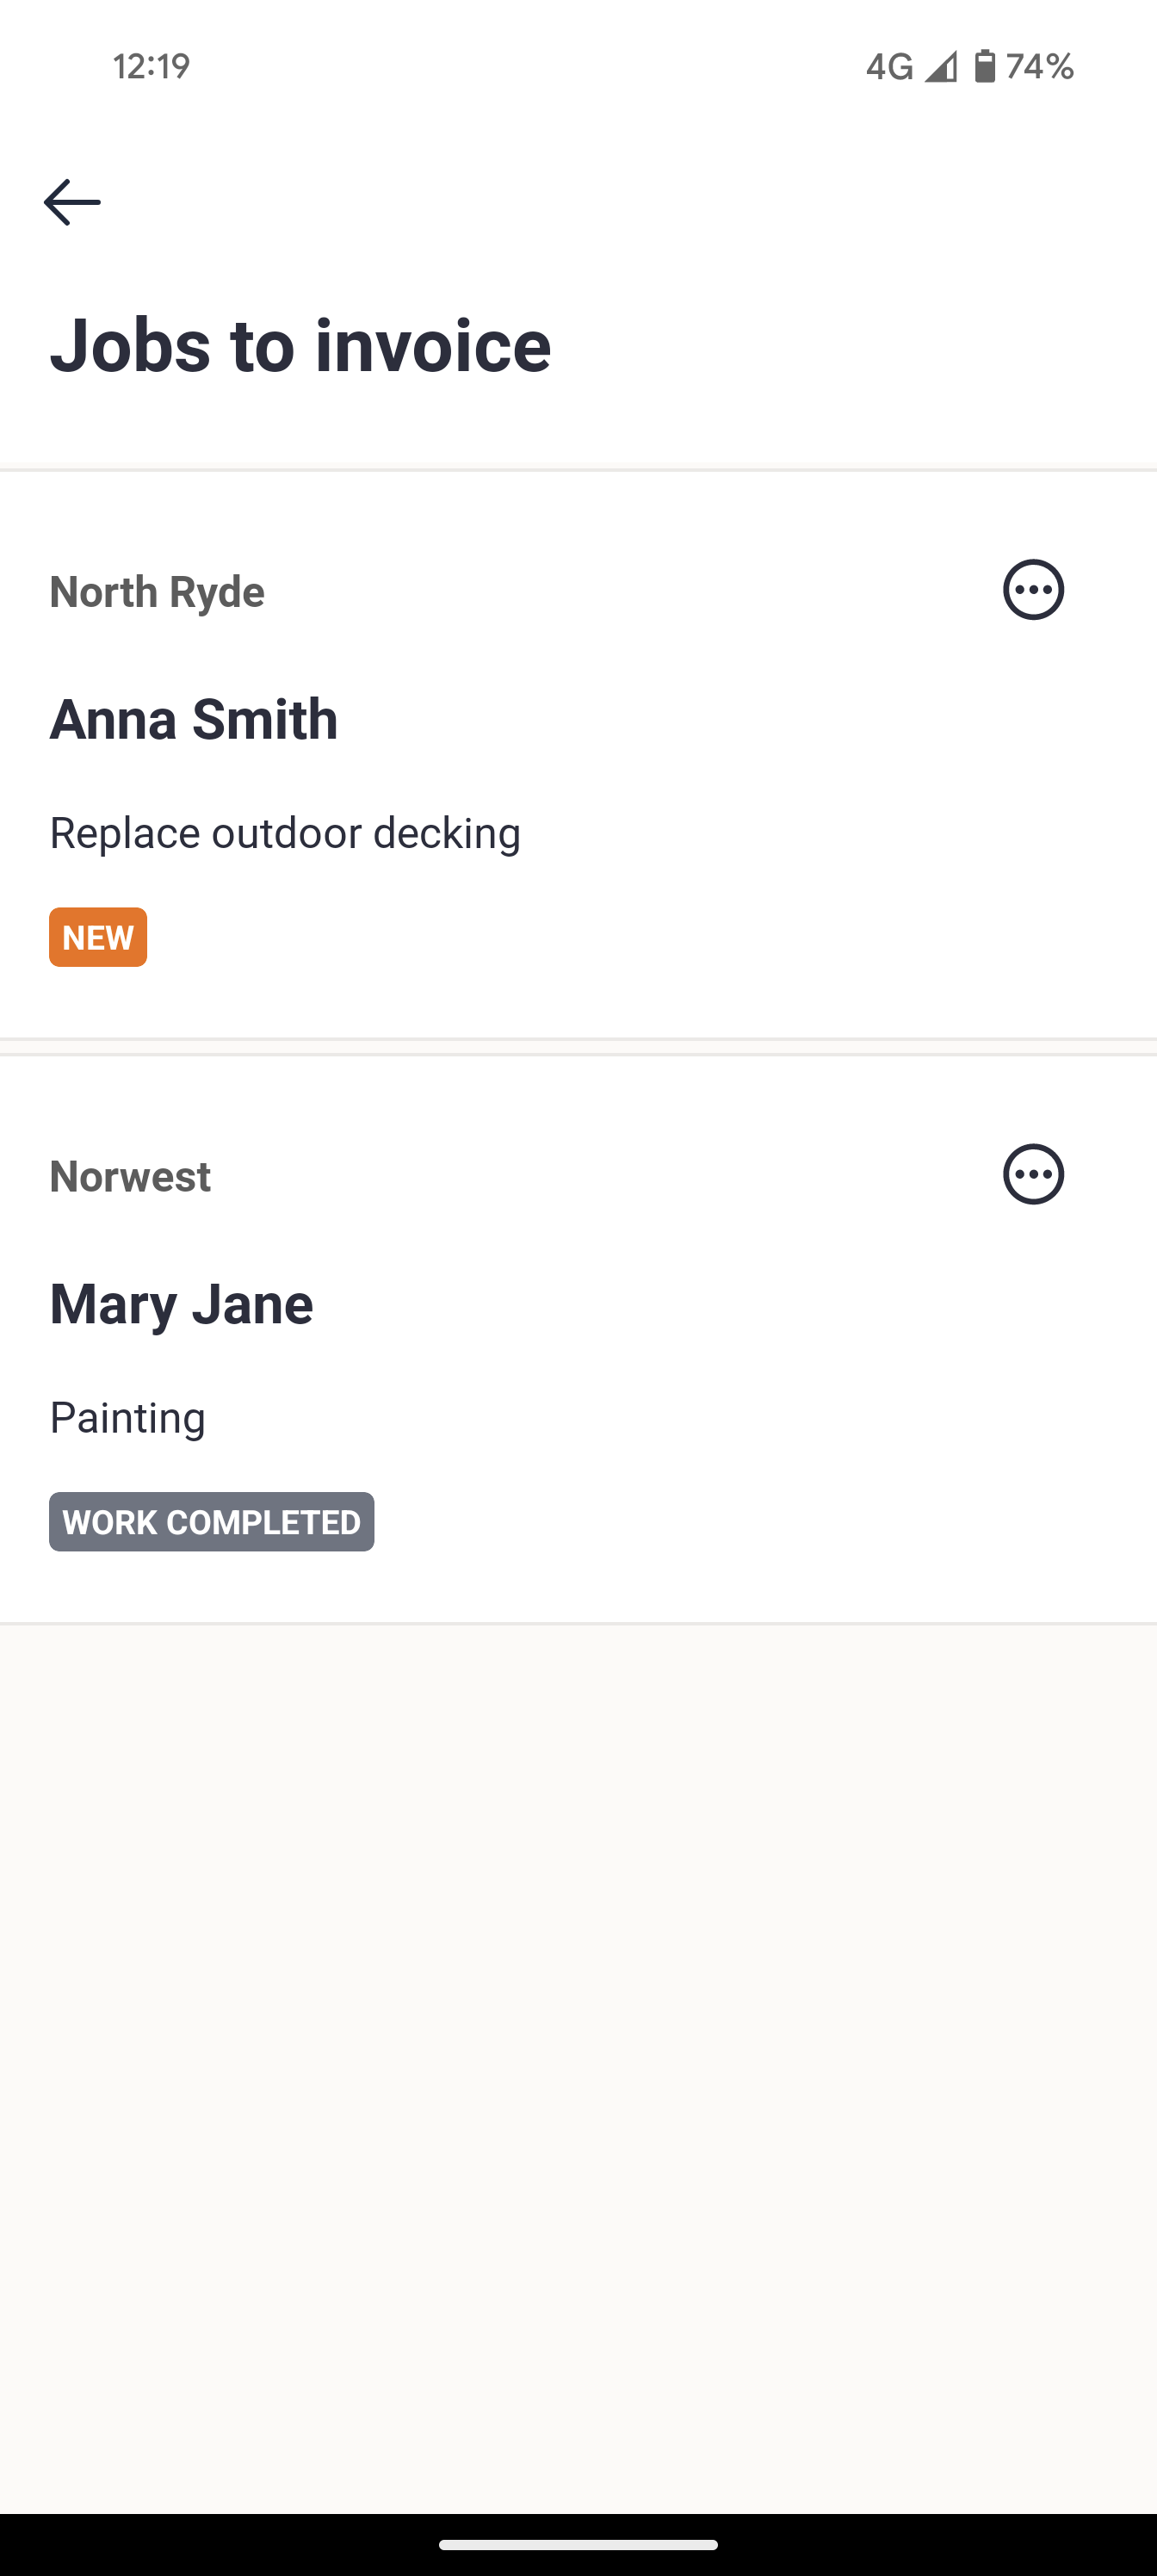 12:19 4G 74%
Jobs to invoice
North Ryde
Anna Smith
Replace outdoor decking
NEW
Norwest
Mary Jane
Painting
WORK COMPLETED